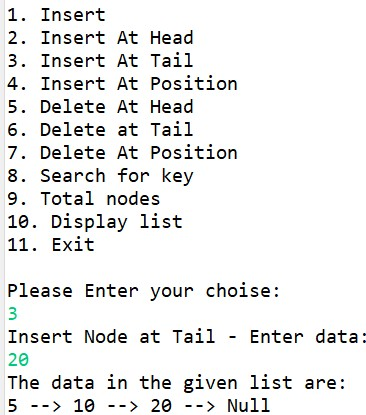 1. Insert
2. Insert At Head
3. Insert At Tail
4. Insert At Position
5. Delete At Head
6. Delete at Tail
7. Delete At Position
8. Search for key
9. Total nodes
10. Display list
11. Exit
Please Enter your choise:
3
Insert Node at Tail - Enter data:
20
The data in the given list are:
5 --> 10 --> 20 --> Null